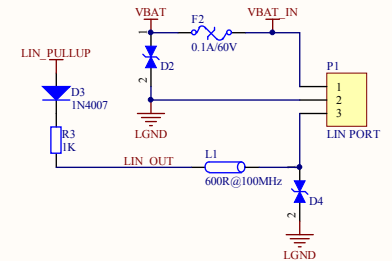 VBAT
F2
VBAT_IN
0.1A/60V
1
D2
2
LGND
LIN_PULLUP
D3
1N4007
R3
1K
P1
1
2
3
LIN PORT
LIN_OUT
L1
600R@100MHz
D4
2
LGND